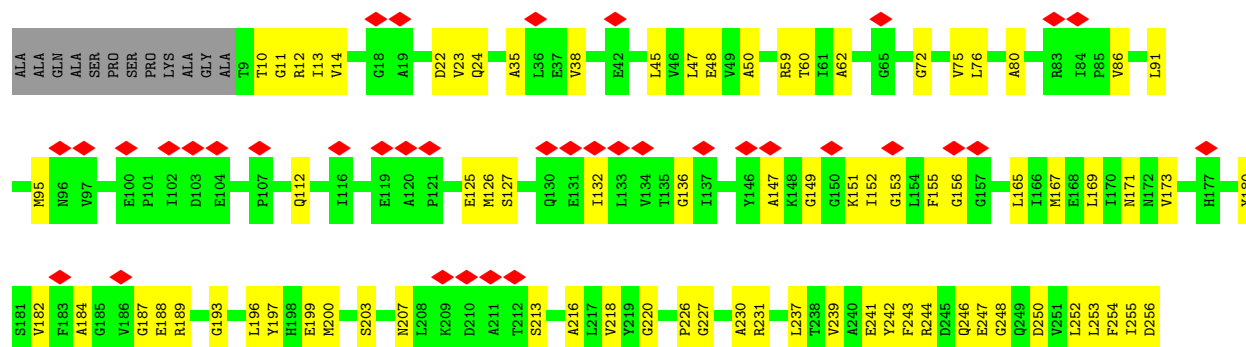 ALA ALA GLN ALA SER PRO SER PRO LYS ALA GLY ALA T9 T10 G11 R12 I13 V14 G18 A19 D22 V23 Q24 A35 L36 E37 V38 E42 L45 V46 L47 E48 V49 A50 R59 T60 I61 A62 G65 G72 V75 L76 A80 R83 I84 P85 V86 L91
M95 N96 V97 E100 P101 I102 D103 E104 P107 Q112 I116 E119 A120 P121 E125 M126 S127 Q130 E131 I132 L133 V134 T135 G136 I137 Y146 A147 K148 G149 G150 K151 I152 G153 L154 F155 G156 G157 L165 I166 M167 E168 L169 I170 N171 N172 V173 H177
S181 V182 F183 A184 G185 V186 G187 E188 R189 G193 L196 Y197 H198 E199 M200 S203 N207 L208 K209 D210 A211 T212 S213 A216 L217 V218 Y219 G220 P226 G227 A230 R231 L237 T238 V239 A240 E241 Y242 F243 R244 D245 Q246 E247 G248 Q249 D250 V251 L252 L253 F254 I255 D256